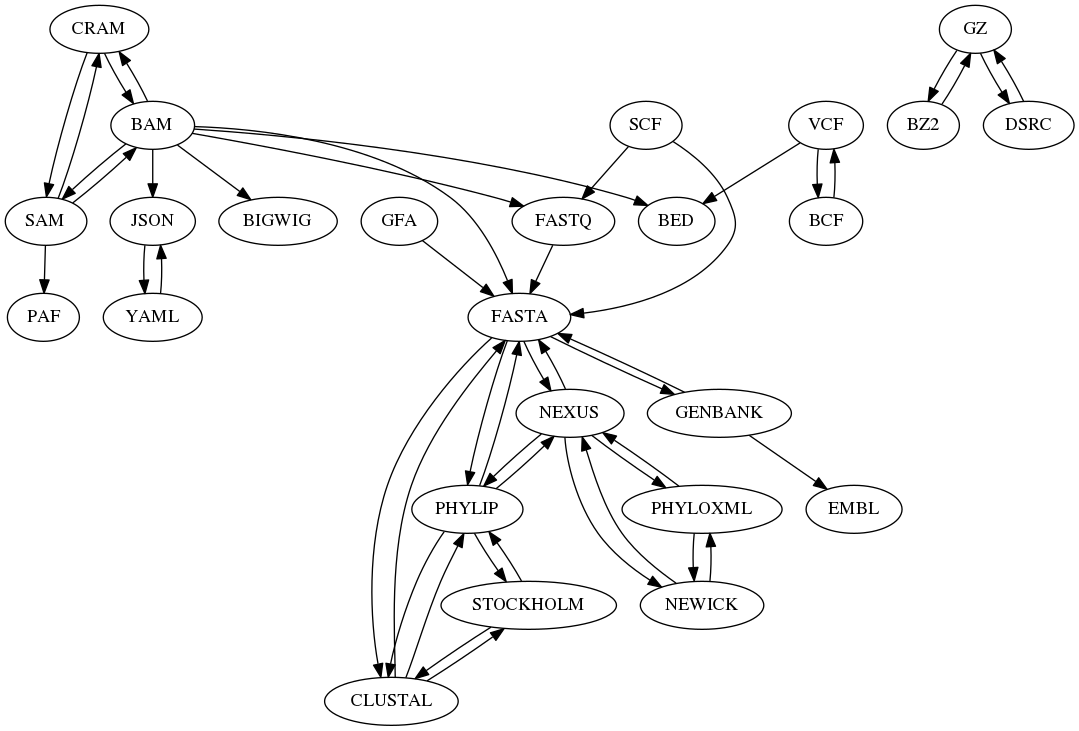 CRAM
GZ
BAM
SCF
VCF
BZ2
DSRC
SAM
JSON
BIGWIG
GFA
FASTQ
BED
BCF
PAF
YAML
FASTA
NEXUS
GENBANK
PHYLIP
PHYLOXML
EMBL
STOCKHOLM
NEWICK
CLUSTAL